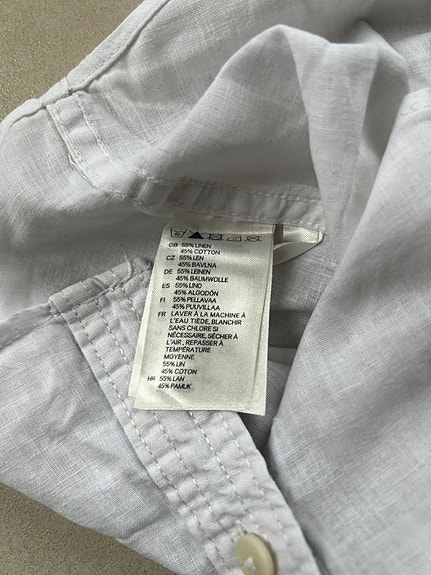 GB 55% LINEN
45% COTTON
CZ 55% LEN
45% BAVLNA
DE 55% LEINEN
45% BAUMWOLLE
ES 55% LINO
45% ALGODÓN
FI 55% PELLAVAA
45% PUUVILLAA
FR LAVER À LA MACHINE À
L'EAU TIÈDE, BLANCHIR
SANS CHLORE SI
NÉCESSAIRE, SÉCHER À
L'AIR, REPASSER À
TEMPÉRATURE
MOYENNE
55% LIN
45% COTON
HR 55% LAN
45% PAMUK